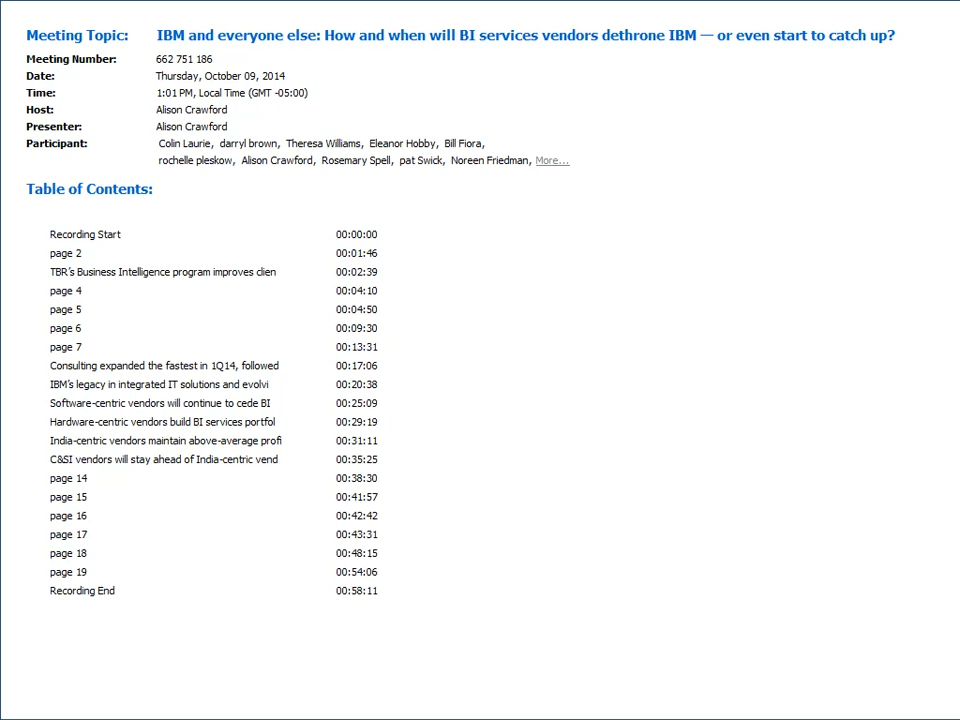 Meeting Topic: IBM and everyone else: How and when will BI services vendors dethrone IBM — or even start to catch up?
Meeting Number: 662 751 186
Date: Thursday, October 09, 2014
Time: 1:01 PM, Local Time (GMT -05:00)
Host: Alison Crawford
Presenter: Alison Crawford
Participant: Colin Laurie, darryl brown, Theresa Williams, Eleanor Hobby, Bill Fiora,
rochelle pleskow, Alison Crawford, Rosemary Spell, pat Swick, Noreen Friedman, More...
Table of Contents:
Recording Start 00:00:00
page 2 00:01:46
TBR's Business Intelligence program improves clien 00:02:39
page 4 00:04:10
page 5 00:04:50
page 6 00:09:30
page 7 00:13:31
Consulting expanded the fastest in 1Q14, followed 00:17:06
IBM's legacy in integrated IT solutions and evolvi 00:20:38
Software-centric vendors will continue to cede BI 00:25:09
Hardware-centric vendors build BI services portfol 00:29:19
India-centric vendors maintain above-average profi 00:31:11
C&SI vendors will stay ahead of India-centric vend 00:35:25
page 14 00:38:30
page 15 00:41:57
page 16 00:42:42
page 17 00:43:31
page 18 00:48:15
page 19 00:54:06
Recording End 00:58:11